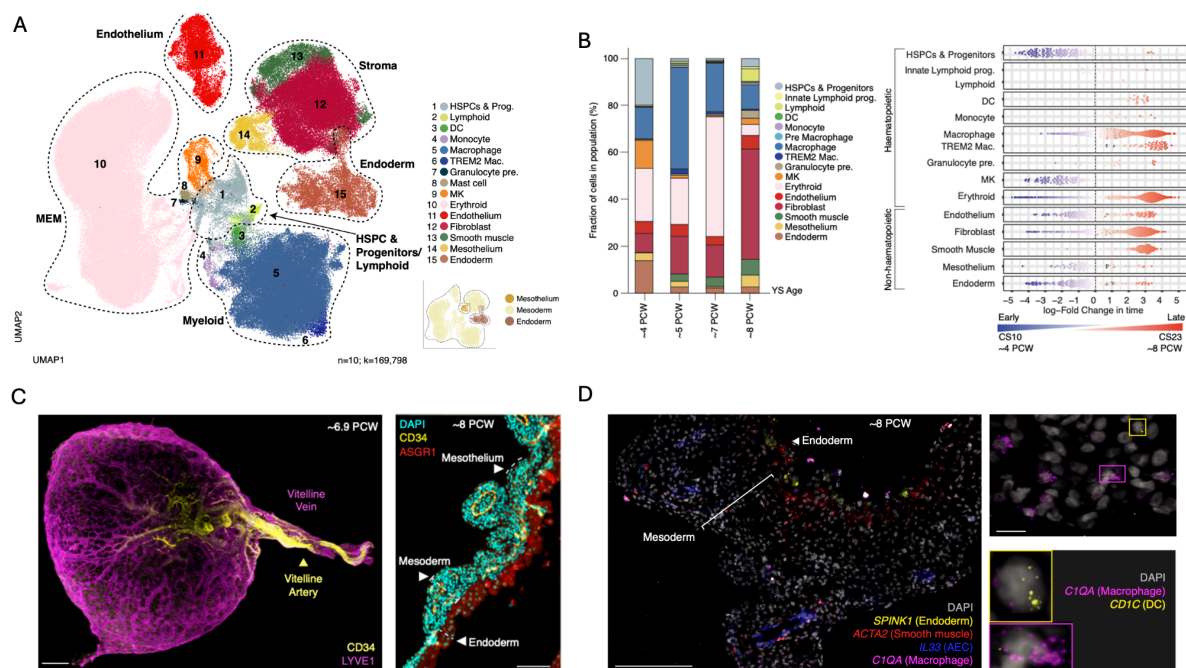 A
Endothelium
11
13
Stroma
12
10
14
9
Endoderm
8
1
15
7
2
MEM
3
HSPC &
Progenitors/
Lymphoid
4
5
Myeloid
6
1 HSPCs & Prog.
2 Lymphoid
3 DC
4 Monocyte
5 Macrophage
6 TREM2 Mac.
7 Granulocyte pre.
8 Mast cell
9 MK
10 Erythroid
11 Endothelium
12 Fibroblast
13 Smooth muscle
14 Mesothelium
15 Endoderm
Mesothelium
Mesoderm
Endoderm
UMAP2
UMAP1
n=10; k=169,798
B
Fraction of cells in population (%)
100
80
60
40
20
0
~4 PCW
~5 PCW
~7 PCW
~8 PCW
YS Age
HSPCs & Progenitors
Innate Lymphoid prog.
Lymphoid
DC
Monocyte
Pre Macrophage
Macrophage
TREM2 Mac.
Granulocyte pre.
MK
Erythroid
Endothelium
Fibroblast
Smooth muscle
Mesothelium
Endoderm
Haematopoietic
Non-haematopoietic
HSPCs & Progenitors
Innate Lymphoid prog.
Lymphoid
DC
Monocyte
Macrophage
TREM2 Mac.
Granulocyte pre.
MK
Erythroid
Endothelium
Fibroblast
Smooth Muscle
Mesothelium
Endoderm
−5 −4 −3 −2 −1 0 1 2 3 4 5
log−Fold Change in time
Early Late
CS10 CS23
~4 PCW ~8 PCW
C
~6.9 PCW
Vitelline
Vein
Vitelline
Artery
CD34
LYVE1
DAPI
CD34
ASGR1
~8 PCW
Mesothelium
Mesoderm
Endoderm
D
~8 PCW
Endoderm
Mesoderm
DAPI
SPINK1 (Endoderm)
ACTA2 (Smooth muscle)
IL33 (AEC)
C1QA (Macrophage)
DAPI
C1QA (Macrophage)
CD1C (DC)